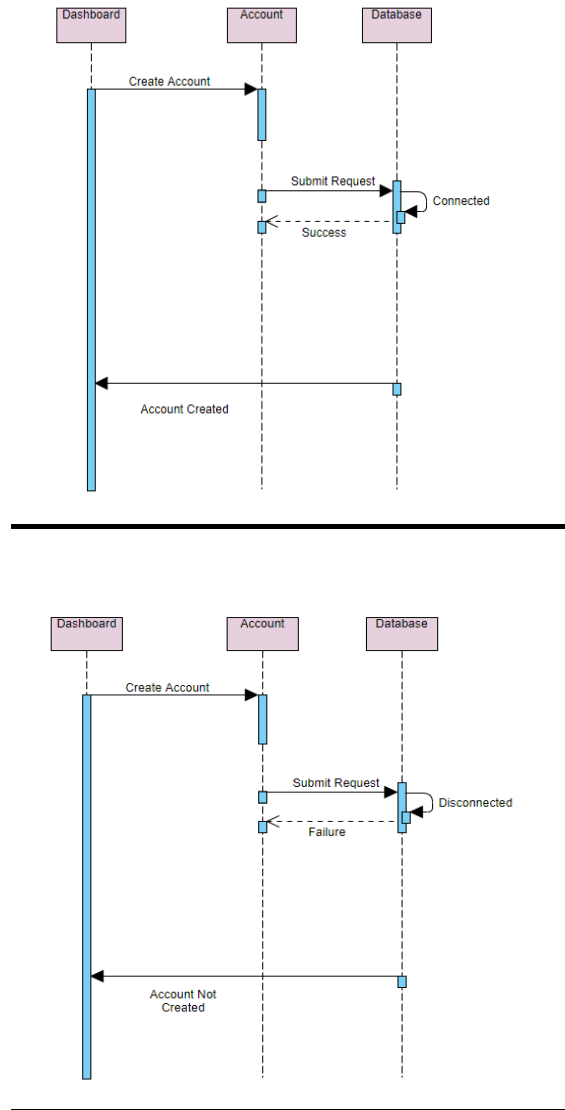 Dashboard
Account
Database
Create Account
Submit Request
Connected
Success
Account Created
Dashboard
Account
Database
Create Account
Submit Request
Disconnected
Failure
Account Not
Created